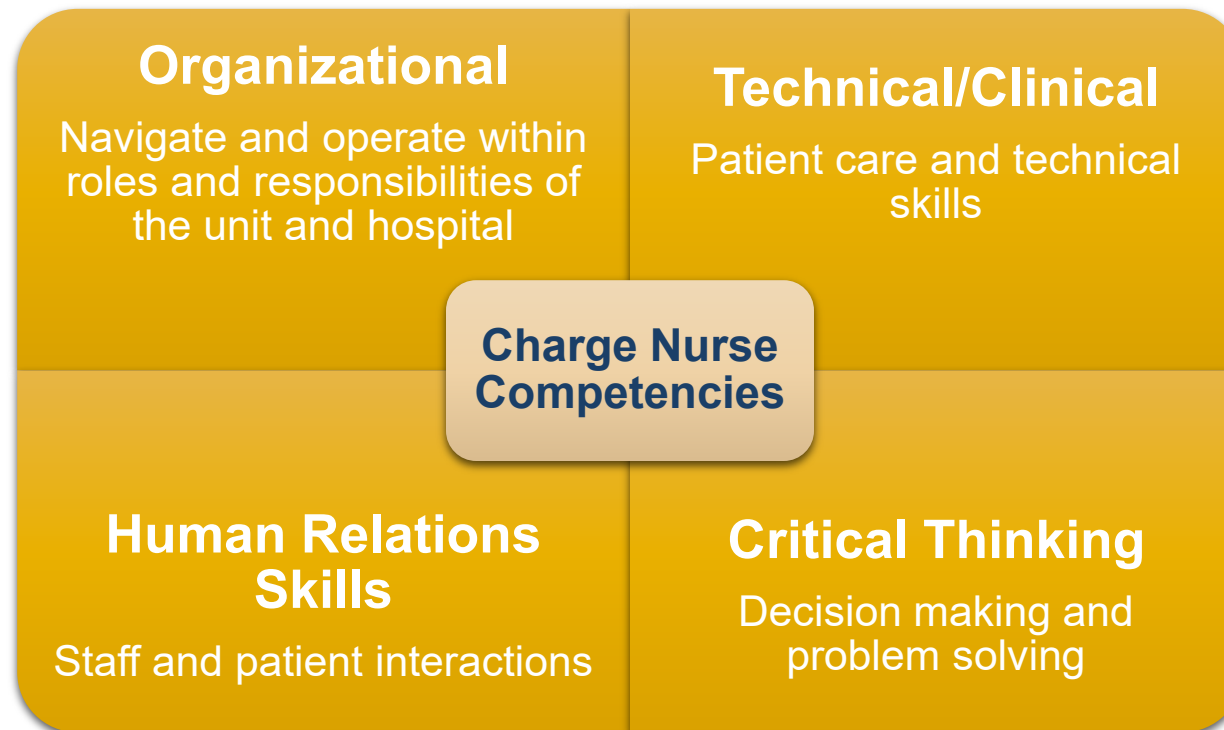 Organizational
Navigate and operate within
roles and responsibilities of
the unit and hospital
Technical/Clinical
Patient care and technical
skills
Charge Nurse
Competencies
Human Relations
Skills
Staff and patient interactions
Critical Thinking
Decision making and
problem solving